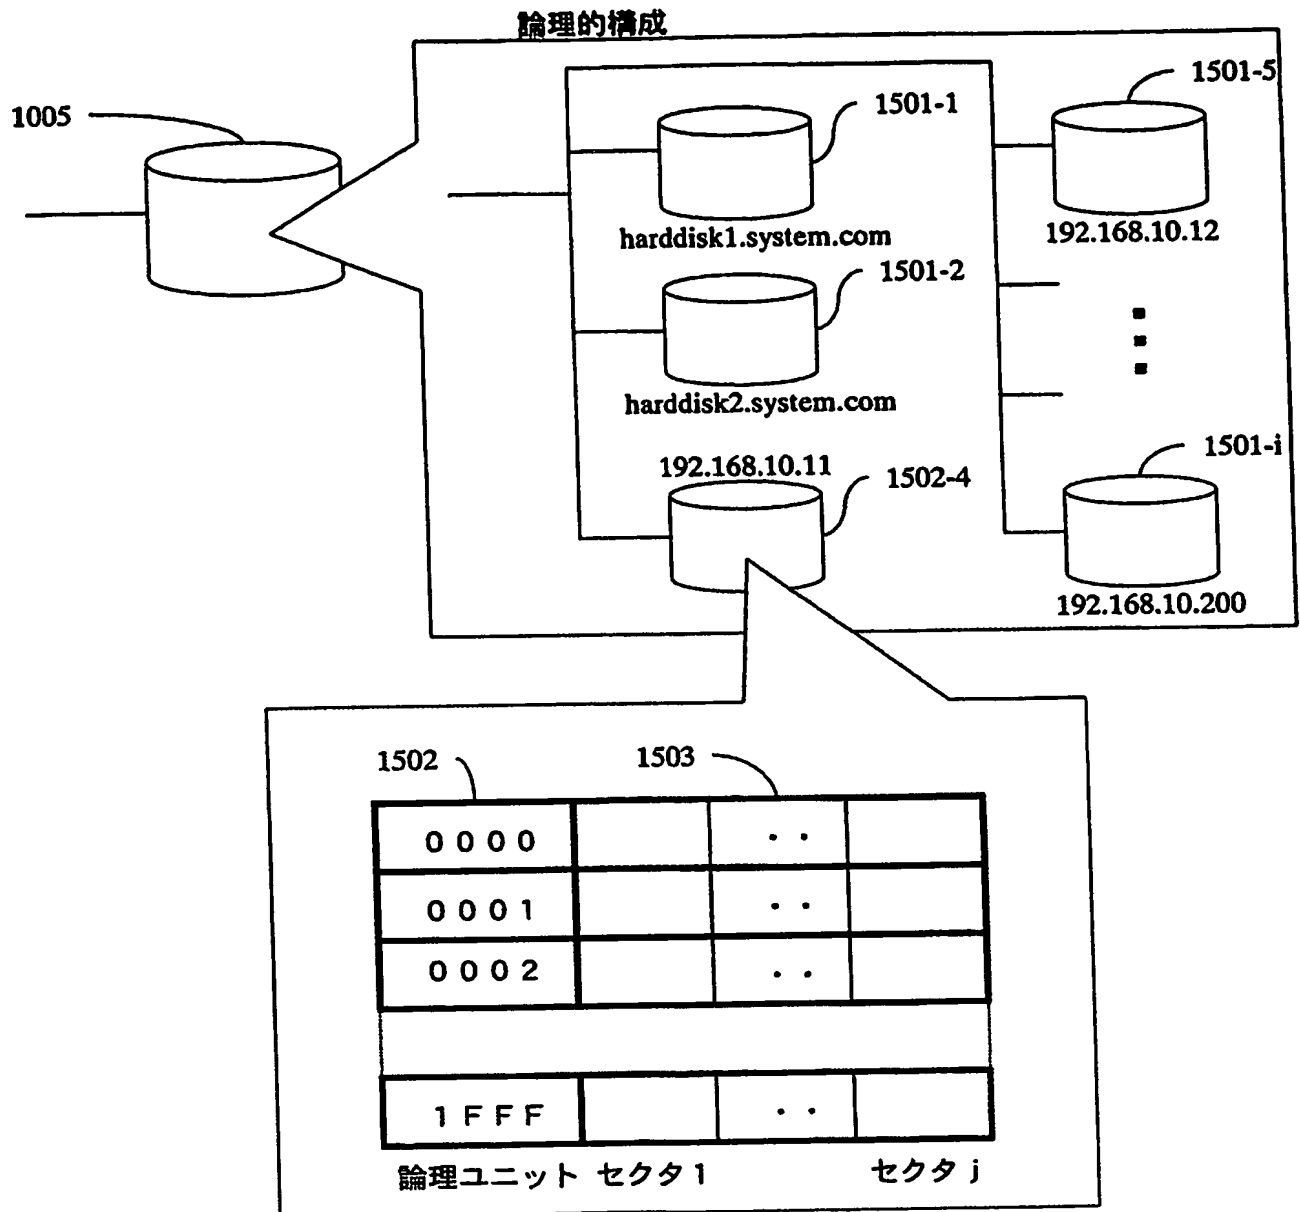 論理的構成
1005
1501-1
1501-5
harddisk1.system.com
192.168.10.12
1501-2
harddisk2.system.com
192.168.10.11
1502-4
1501-i
192.168.10.200
1502
1503
0000
‥
0001
‥
0002
‥
1FFF
‥
論理ユニット セクタ1 セクタj